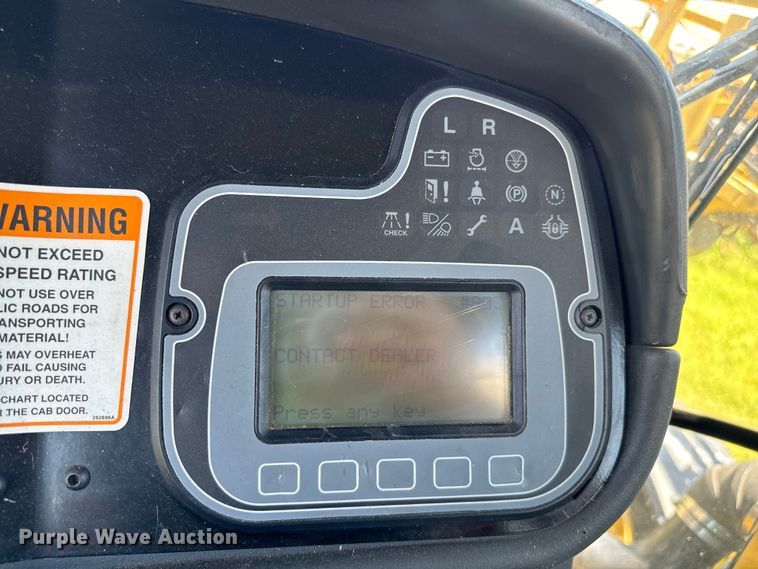 WARNING
NOT EXCEED
SPEED RATING
NOT USE OVER
LIC ROADS FOR
ANSPORTING
MATERIAL!
S MAY OVERHEAT
D FAIL CAUSING
URY OR DEATH.
CHART LOCATED
R THE CAB DOOR.
262696A
L R
P
N
CHECK
A
STARTUP ERROR
CONTACT DEALER
Press any key
Purple Wave Auction